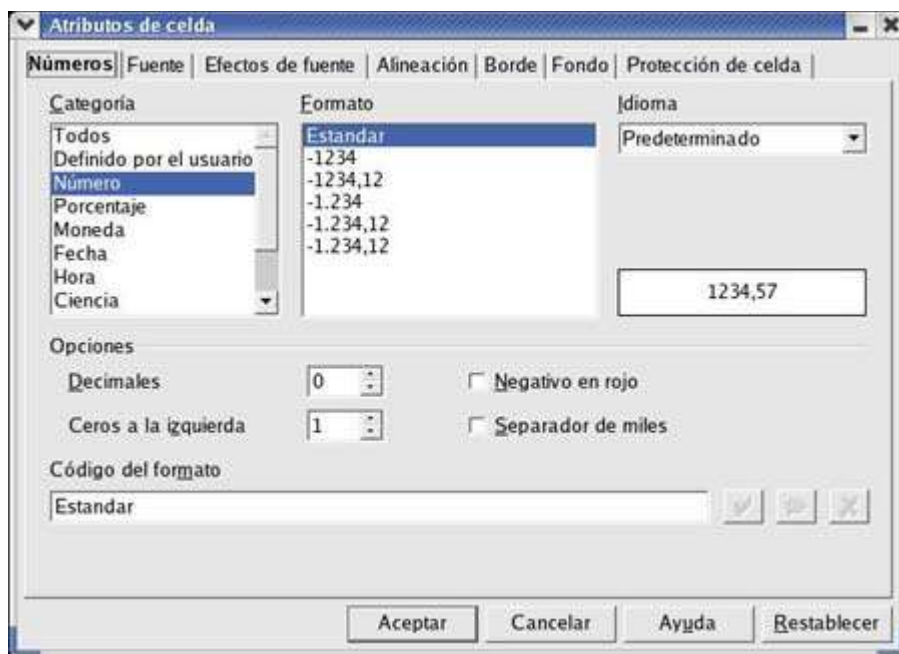 Atributos de celda
Números Fuente Efectos de fuente Alineación Borde Fondo Protección de celda
Categoría
Todos
Definido por el usuario
Número
Porcentaje
Moneda
Fecha
Hora
Ciencia
Formato
Estandar
-1234
-1234,12
-1.234
-1.234,12
-1.234,12
Idioma
Predeterminado
1234,57
Opciones
Decimales 0
Negativo en rojo
Ceros a la izquierda 1
Separador de miles
Código del formato
Estandar
Aceptar Cancelar Ayuda Restablecer